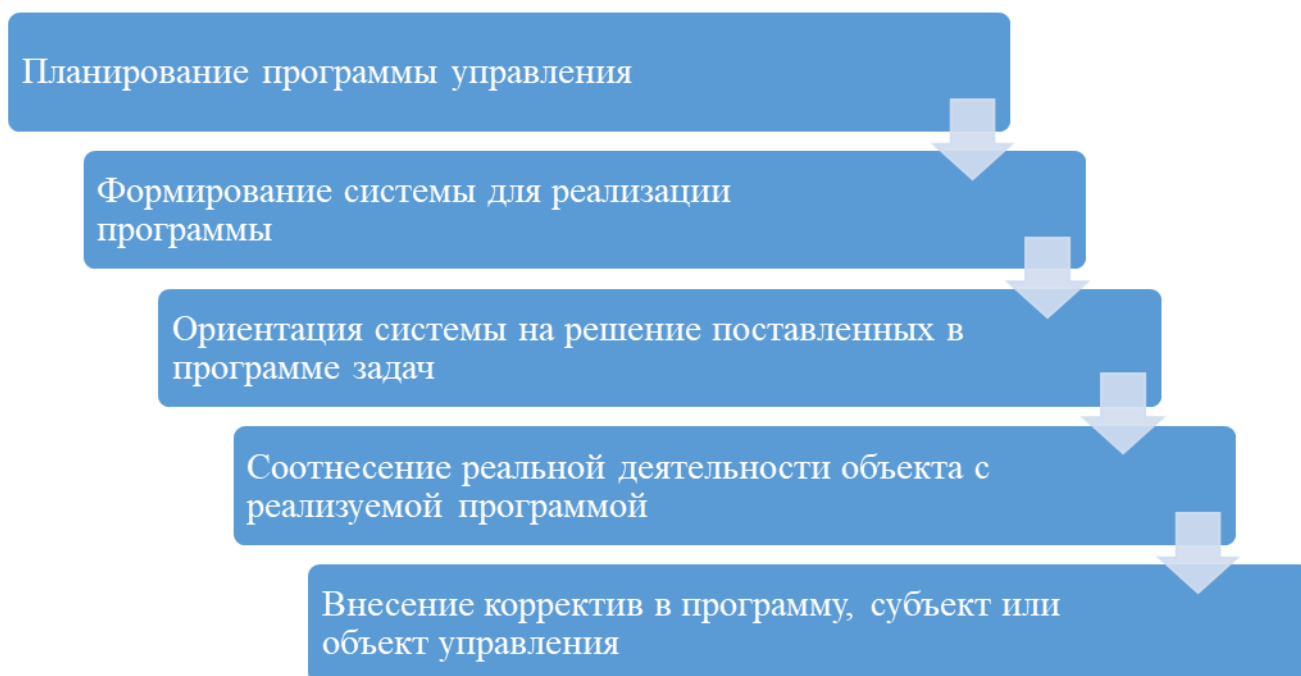 Планирование программы управления
Формирование системы для реализации
программы
Ориентация системы на решение поставленных в
программе задач
Соотнесение реальной деятельности объекта с
реализуемой программой
Внесение корректив в программу, субъект или
объект управления